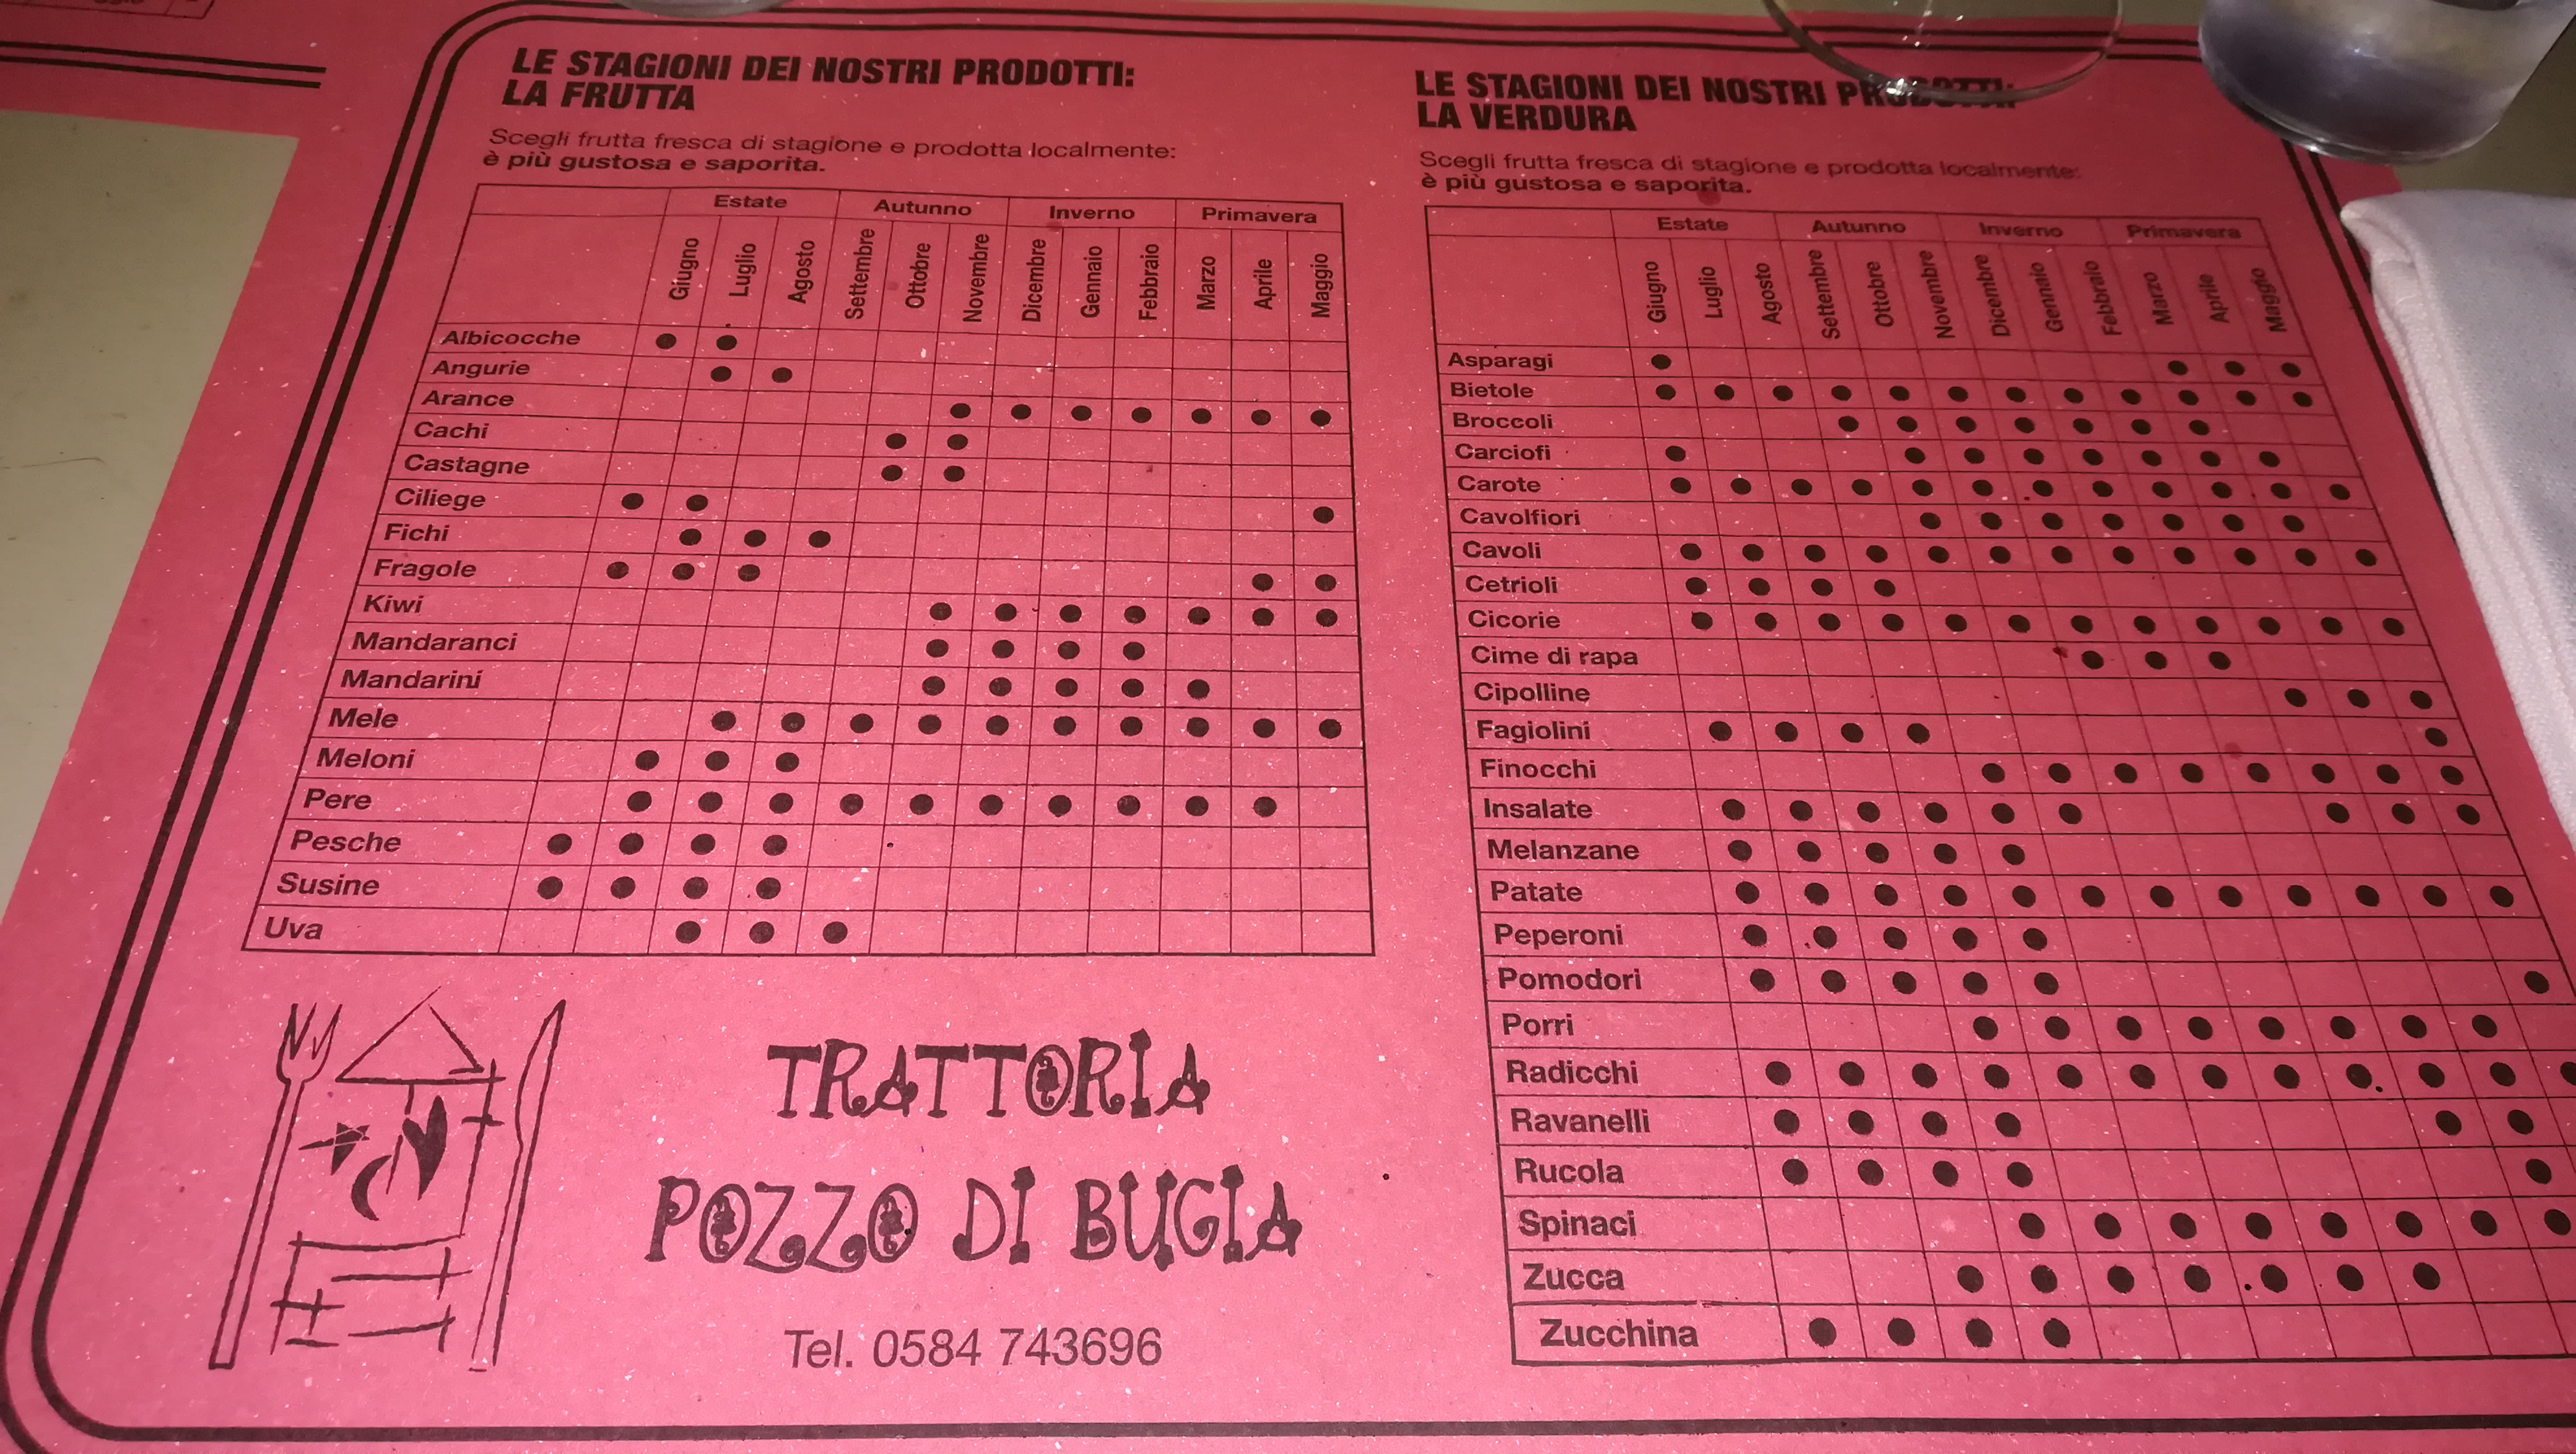 LE STAGIONI DEI NOSTRI PRODOTTI:
LA FRUTTA
Scegli frutta fresca di stagione e prodotta localmente:
è più gustosa e saporita.
Estate Autunno Inverno Primavera
Giugno Luglio Agosto Settembre Ottobre Novembre Dicembre Gennaio Febbraio Marzo Aprile Maggio
Albicocche
Angurie
Arance
Cachi
Castagne
Ciliege
Fichi
Fragole
Kiwi
Mandaranci
Mandarini
Mele
Meloni
Pere
Pesche
Susine
Uva
TRATTORIA
POZZO DI BUGIA
Tel. 0584 743696
LE STAGIONI DEI NOSTRI PRODOTTI:
LA VERDURA
Scegli frutta fresca di stagione e prodotta localmente:
è più gustosa e saporita.
Estate Autunno Inverno Primavera
Giugno Luglio Agosto Settembre Ottobre Novembre Dicembre Gennaio Febbraio Marzo Aprile Maggio
Asparagi
Bietole
Broccoli
Carciofi
Carote
Cavolfiori
Cavoli
Cetrioli
Cicorie
Cime di rapa
Cipolline
Fagiolini
Finocchi
Insalate
Melanzane
Patate
Peperoni
Pomodori
Porri
Radicchi
Ravanelli
Rucola
Spinaci
Zucca
Zucchina